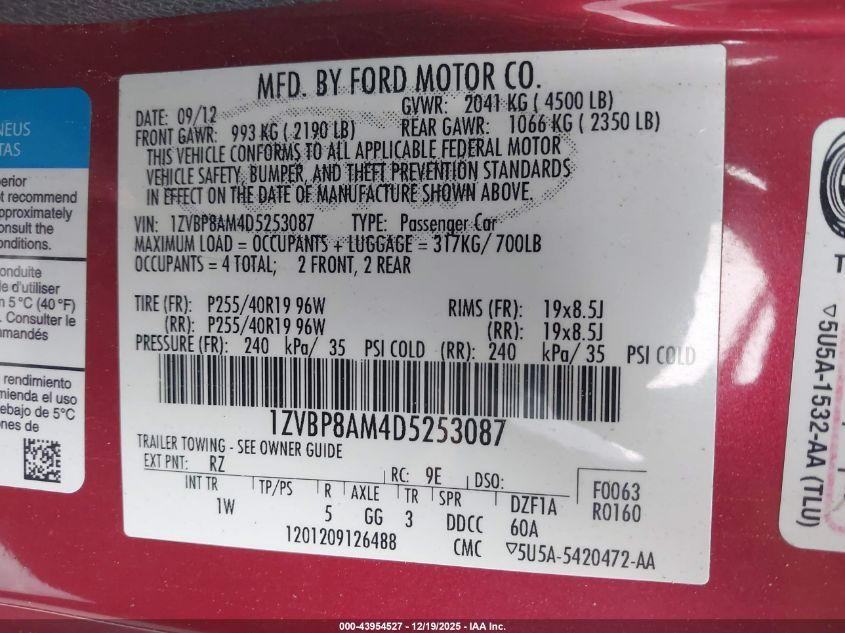 MFD. BY FORD MOTOR CO.
DATE: 09/12 GVWR: 2041 KG ( 4500 LB)
FRONT GAWR: 993 KG ( 2190 LB) REAR GAWR: 1066 KG ( 2350 LB)
THIS VEHICLE CONFORMS TO ALL APPLICABLE FEDERAL MOTOR
VEHICLE SAFETY, BUMPER, AND THEFT PREVENTION STANDARDS
IN EFFECT ON THE DATE OF MANUFACTURE SHOWN ABOVE.
VIN: 1ZVBP8AM4D5253087 TYPE: Passenger Car
MAXIMUM LOAD = OCCUPANTS + LUGGAGE = 317KG/ 700LB
OCCUPANTS = 4 TOTAL; 2 FRONT, 2 REAR
TIRE (FR): P255/40R19 96W RIMS (FR): 19x8.5J
(RR): P255/40R19 96W (RR): 19x8.5J
PRESSURE (FR): 240 kPa/ 35 PSI COLD (RR): 240 kPa/ 35 PSI COLD
1ZVBP8AM4D5253087
TRAILER TOWING - SEE OWNER GUIDE
EXT PNT: RZ RC: 9E DSO: F0063
INT TR TP/PS R AXLE TR SPR DZF1A R0160
1W 5 GG 3 DDCC 60A
1201209126488 CMC ▽5U5A-5420472-AA
NEUS
TAS
erior
t recommend
pproximately
onsult the
onditions.
onduite
e d'utiliser
n 5°C (40 °F)
. Consulter le
mmandés
rendimiento
miende usar
debajo de 5°C
ones de
▽5U5A-1532-AA (TLU)
000-43954527 - 12/19/2025 - IAA Inc.